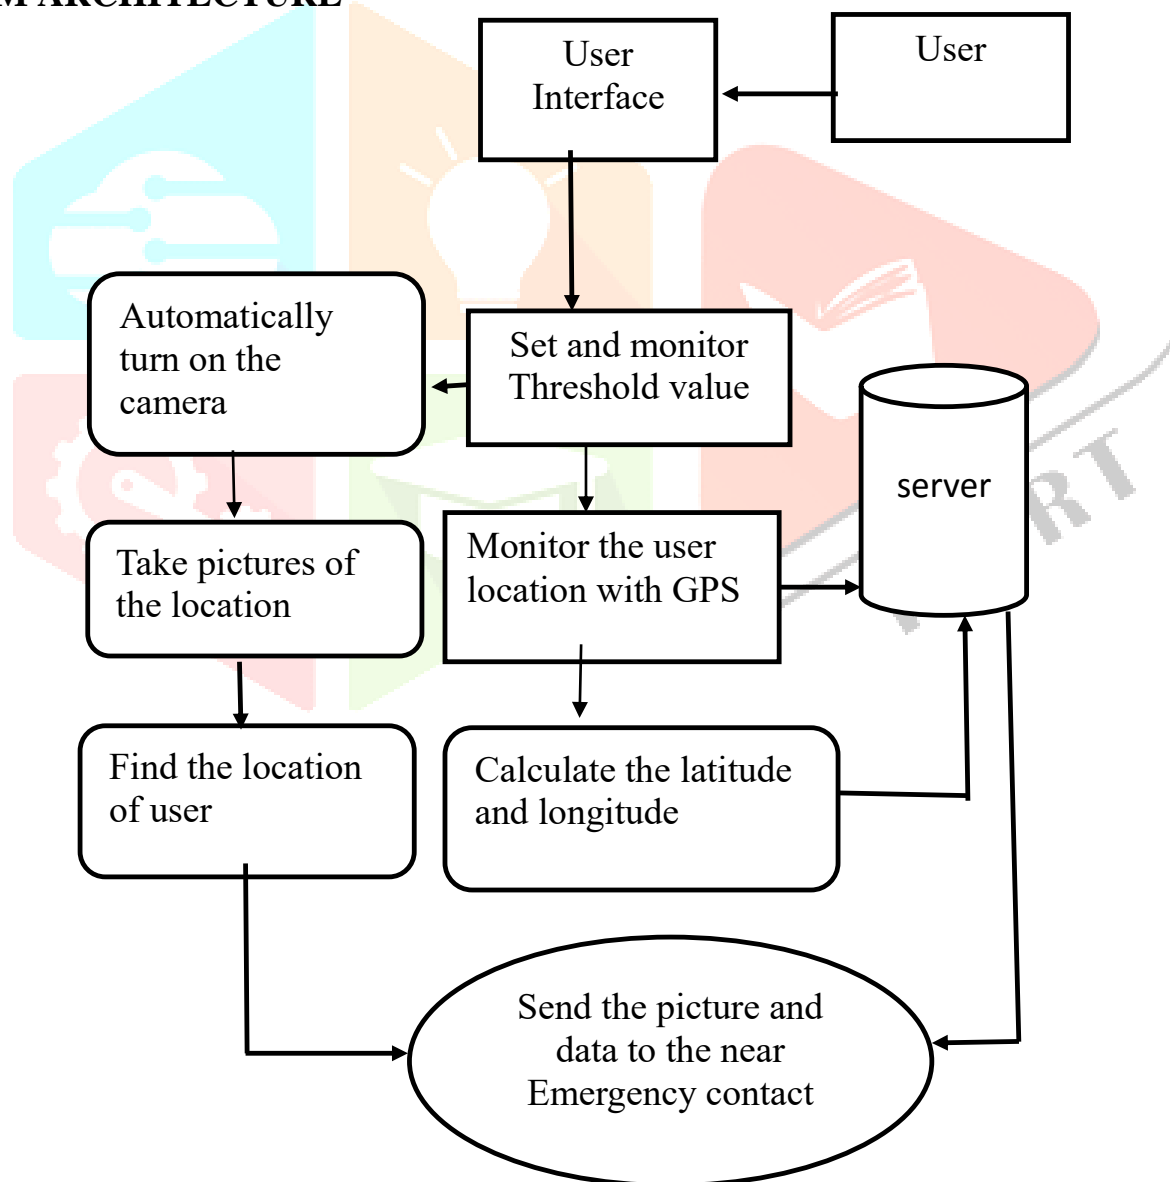 ARCHITECTURE
User
Interface
User
Automatically
turn on the
camera
Set and monitor
Threshold value
server
Take pictures of
the location
Monitor the user
location with GPS
Find the location
of user
Calculate the latitude
and longitude
Send the picture and
data to the near
Emergency contact